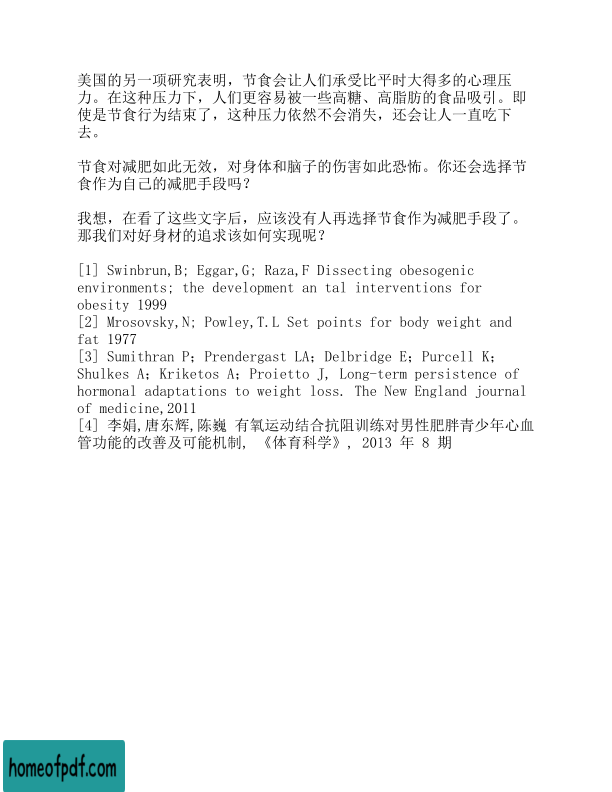 美国的另一项研究表明，节食会让人们承受比平时大得多的心理压
力。在这种压力下，人们更容易被一些高糖、高脂肪的食品吸引。即
使是节食行为结束了，这种压力依然不会消失，还会让人一直吃下
去。
节食对减肥如此无效，对身体和脑子的伤害如此恐怖。你还会选择节
食作为自己的减肥手段吗？
我想，在看了这些文字后，应该没有人再选择节食作为减肥手段了。
那我们对好身材的追求该如何实现呢？
[1] Swinbrun,B; Eggar,G; Raza,F Dissecting obesogenic
environments; the development an tal interventions for
obesity 1999
[2] Mrosovsky,N; Powley,T.L Set points for body weight and
fat 1977
[3] Sumithran P；Prendergast LA；Delbridge E；Purcell K；
Shulkes A；Kriketos A；Proietto J, Long-term persistence of
hormonal adaptations to weight loss. The New England journal
of medicine,2011
[4] 李娟,唐东辉,陈巍 有氧运动结合抗阻训练对男性肥胖青少年心血
管功能的改善及可能机制, 《体育科学》, 2013 年 8 期
homeofpdf.com